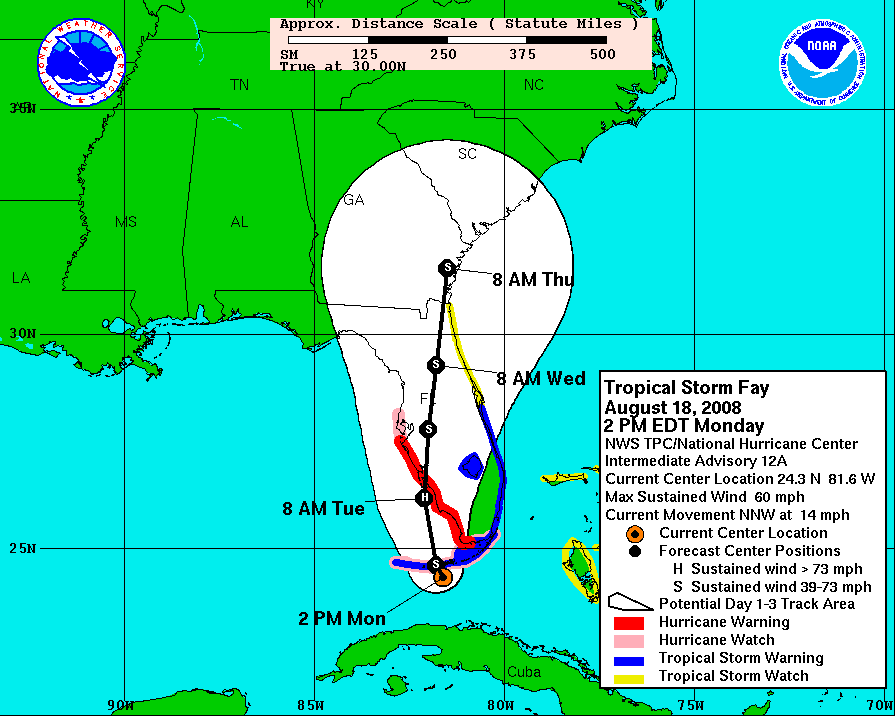 KY
Approx. Distance Scale ( Statute Miles )
SM 125 250 375 500
True at 30.00N
NATIONAL WEATHER SERVICE
NOAA
NATIONAL OCEANIC AND ATMOSPHERIC ADMINISTRATION
U.S. DEPARTMENT OF COMMERCE
TN
NC
35N
SC
GA
MS
AL
LA
8 AM Thu
30N
8 AM Wed
F
8 AM Tue
25N
2 PM Mon
Cuba
90W 85W 80W 75W 70W
S
S
S
H
S
Tropical Storm Fay
August 18, 2008
2 PM EDT Monday
NWS TPC/National Hurricane Center
Intermediate Advisory 12A
Current Center Location 24.3 N 81.6 W
Max Sustained Wind 60 mph
Current Movement NNW at 14 mph
Current Center Location
Forecast Center Positions
H Sustained wind > 73 mph
S Sustained wind 39-73 mph
Potential Day 1-3 Track Area
Hurricane Warning
Hurricane Watch
Tropical Storm Warning
Tropical Storm Watch